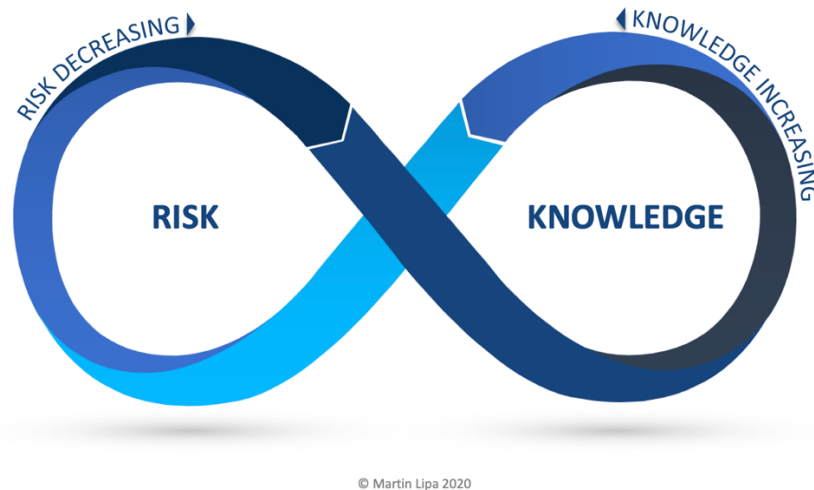 RISK DECREASING
KNOWLEDGE INCREASING
RISK
KNOWLEDGE
© Martin Lipa 2020